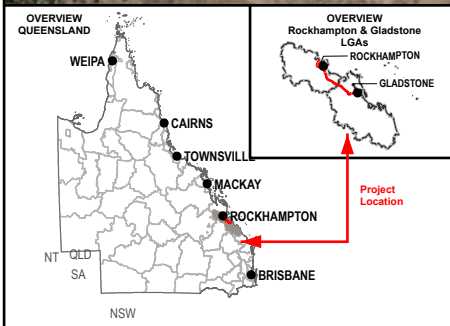 OVERVIEW
QUEENSLAND
WEIPA
CAIRNS
TOWNSVILLE
MACKAY
ROCKHAMPTON
BRISBANE
NT
QLD
SA
NSW
OVERVIEW
Rockhampton & Gladstone
LGAs
ROCKHAMPTON
GLADSTONE
Project
Location